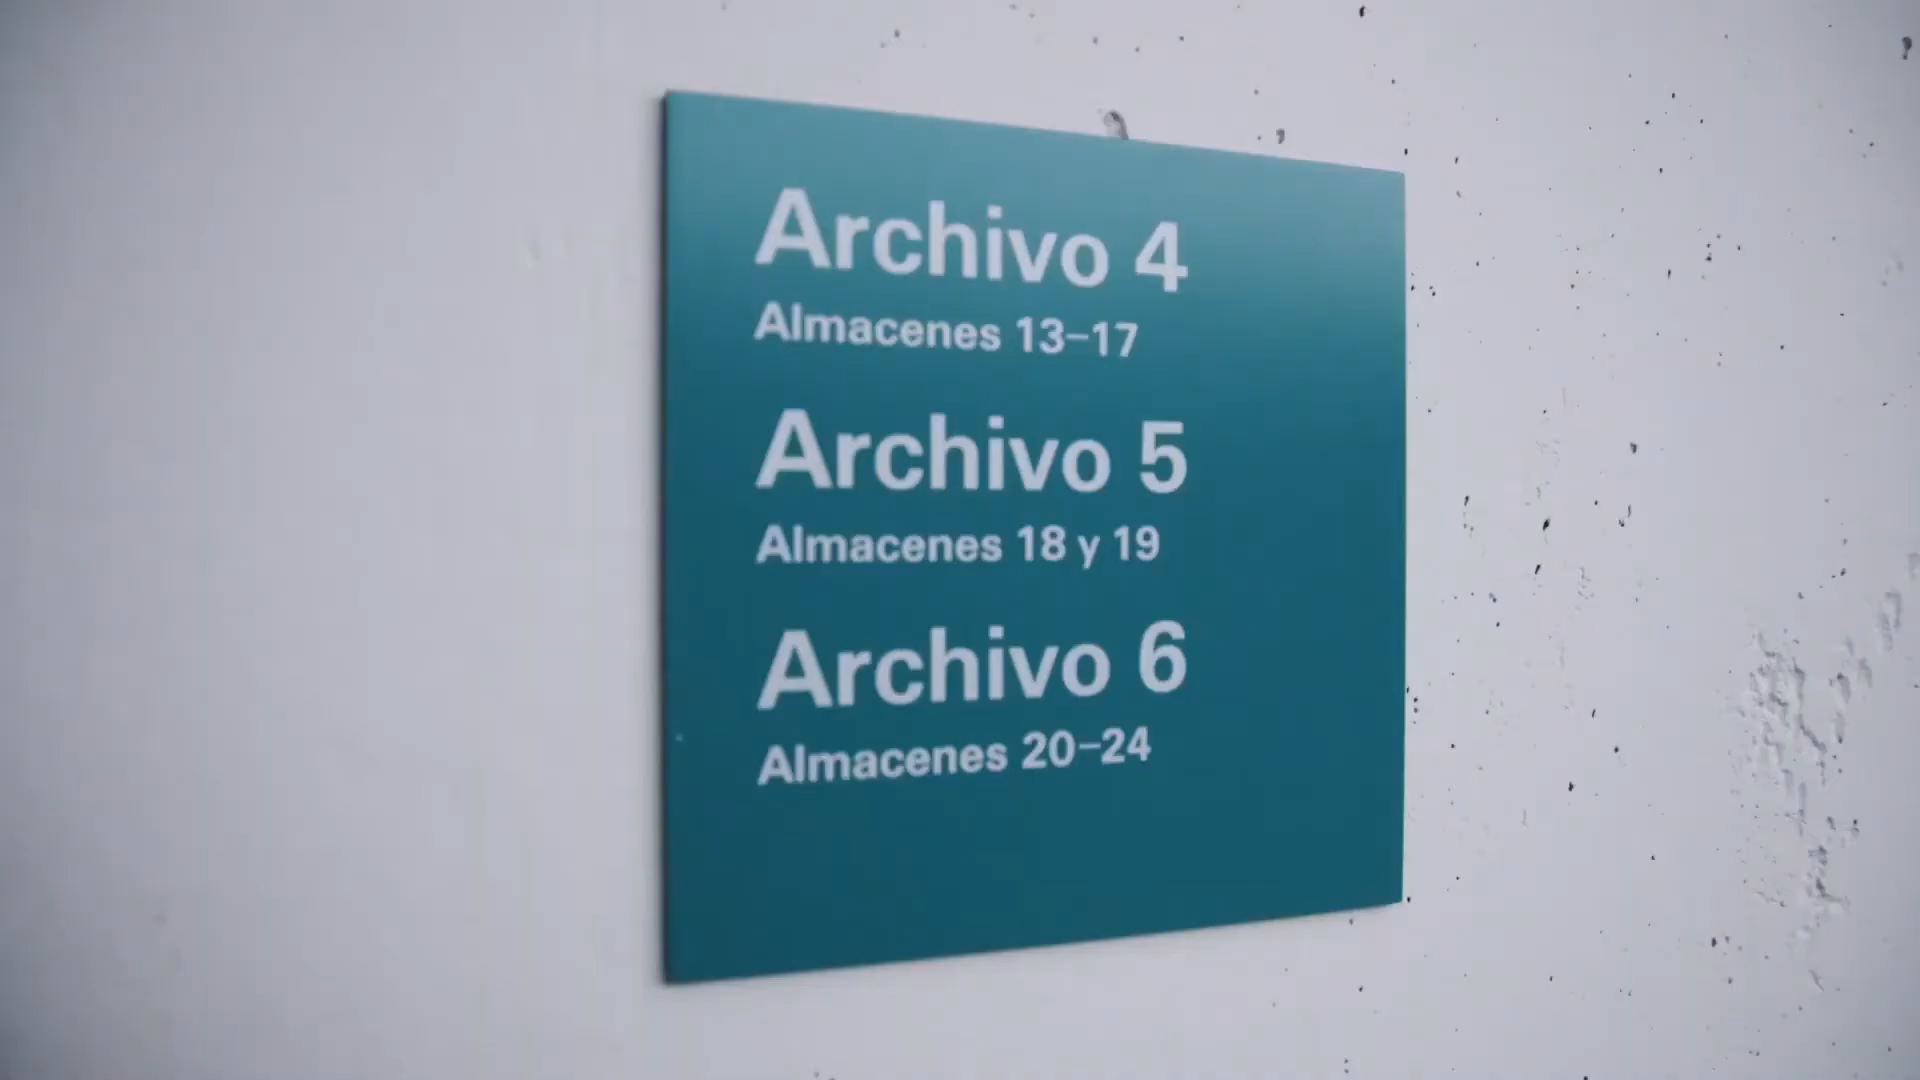 Archivo 4
Almacenes 13–17
Archivo 5
Almacenes 18 y 19
Archivo 6
Almacenes 20–24